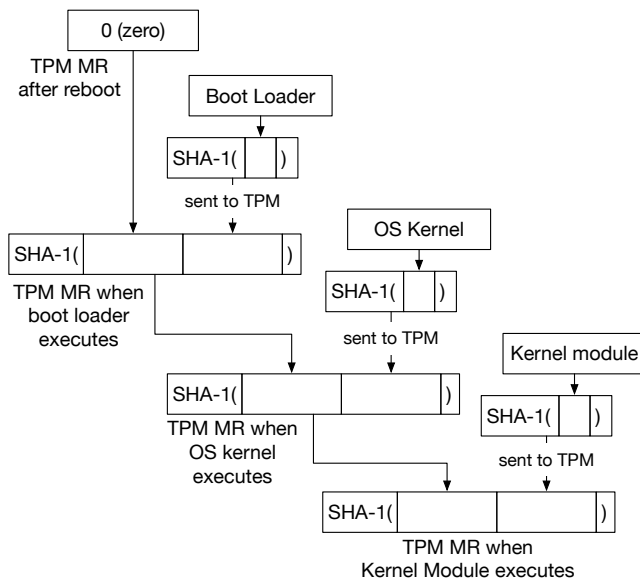 0 (zero)
TPM MR
after reboot
Boot Loader
SHA-1( )
sent to TPM
SHA-1( )
TPM MR when
boot loader
executes
OS Kernel
SHA-1( )
sent to TPM
SHA-1( )
TPM MR when
OS kernel
executes
Kernel module
SHA-1( )
sent to TPM
SHA-1( )
TPM MR when
Kernel Module executes